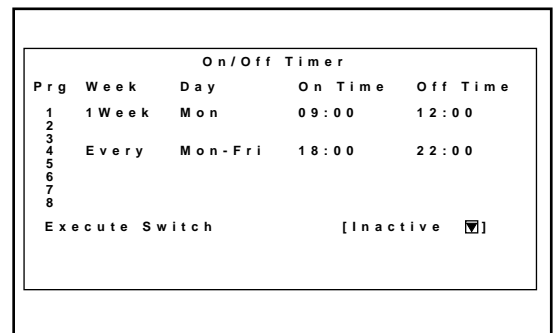 On/Off Timer
Prg Week Day On Time Off Time
1 1Week Mon 09:00 12:00
2
3
4 Every Mon-Fri 18:00 22:00
5
6
7
8
Execute Switch [Inactive ▼]